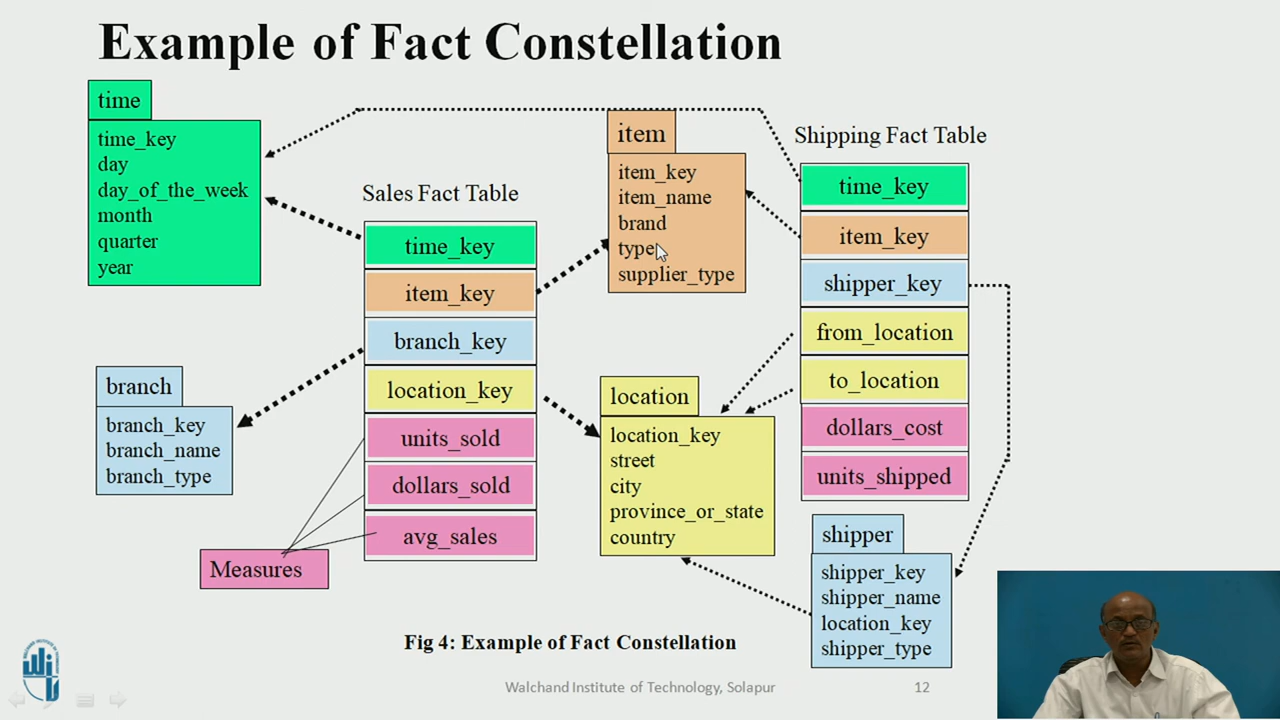 Example of Fact Constellation
time
time_key
day
day_of_the_week
month
quarter
year
Sales Fact Table
time_key
item_key
branch_key
location_key
units_sold
dollars_sold
avg_sales
branch
branch_key
branch_name
branch_type
Measures
item
item_key
item_name
brand
type
supplier_type
location
location_key
street
city
province_or_state
country
Shipping Fact Table
time_key
item_key
shipper_key
from_location
to_location
dollars_cost
units_shipped
shipper
shipper_key
shipper_name
location_key
shipper_type
Fig 4: Example of Fact Constellation
Walchand Institute of Technology, Solapur
12